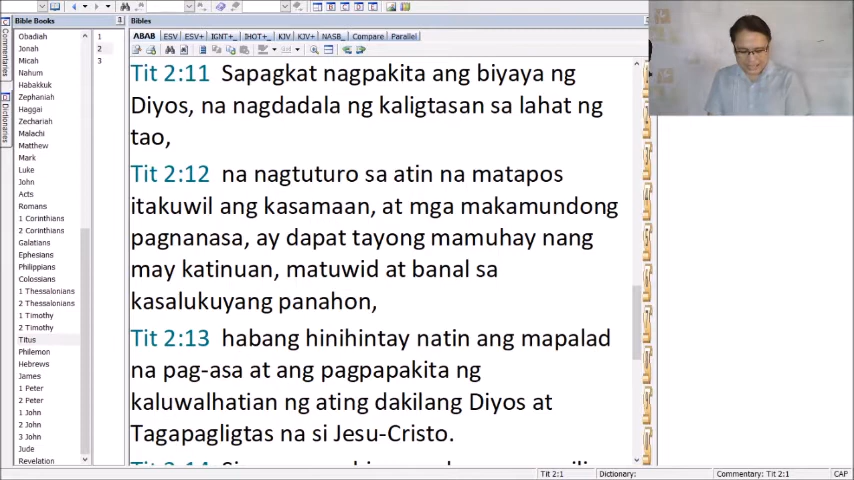 Bible Books
Bibles
ABAB ESV ESV+ IGNT+_ IHOT+_ KJV KJV+ NASB_ Compare Parallel
Commentaries
Dictionaries
Obadiah
Jonah
Micah
Nahum
Habakkuk
Zephaniah
Haggai
Zechariah
Malachi
Matthew
Mark
Luke
John
Acts
Romans
1 Corinthians
2 Corinthians
Galatians
Ephesians
Philippians
Colossians
1 Thessalonians
2 Thessalonians
1 Timothy
2 Timothy
Titus
Philemon
Hebrews
James
1 Peter
2 Peter
1 John
2 John
3 John
Jude
Revelation
1
2
3
Tit 2:11 Sapagkat nagpakita ang biyaya ng
Diyos, na nagdadala ng kaligtasan sa lahat ng
tao,
Tit 2:12 na nagtuturo sa atin na matapos
itakuwil ang kasamaan, at mga makamundong
pagnanasa, ay dapat tayong mamuhay nang
may katinuan, matuwid at banal sa
kasalukuyang panahon,
Tit 2:13 habang hinihintay natin ang mapalad
na pag-asa at ang pagpapakita ng
kaluwalhatian ng ating dakilang Diyos at
Tagapagligtas na si Jesu-Cristo.
Tit 2:1 Dictionary: Commentary: Tit 2:1 CAP